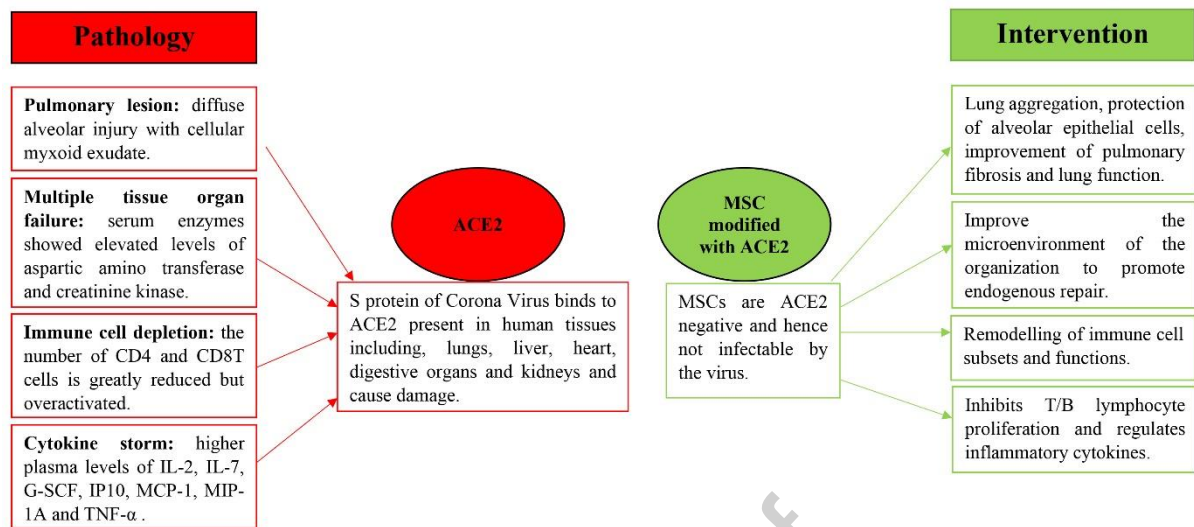 Pathology
Pulmonary lesion: diffuse
alveolar injury with cellular
myxoid exudate.
Multiple tissue organ
failure: serum enzymes
showed elevated levels of
aspartic amino transferase
and creatinine kinase.
Immune cell depletion: the
number of CD4 and CD8T
cells is greatly reduced but
overactivated.
Cytokine storm: higher
plasma levels of IL-2, IL-7,
G-SCF, IP10, MCP-1, MIP-
1A and TNF-α .
ACE2
S protein of Corona Virus binds to
ACE2 present in human tissues
including, lungs, liver, heart,
digestive organs and kidneys and
cause damage.
MSC
modified
with ACE2
MSCs are ACE2
negative and hence
not infectable by
the virus.
Intervention
Lung aggregation, protection
of alveolar epithelial cells,
improvement of pulmonary
fibrosis and lung function.
Improve the
microenvironment of the
organization to promote
endogenous repair.
Remodelling of immune cell
subsets and functions.
Inhibits T/B lymphocyte
proliferation and regulates
inflammatory cytokines.